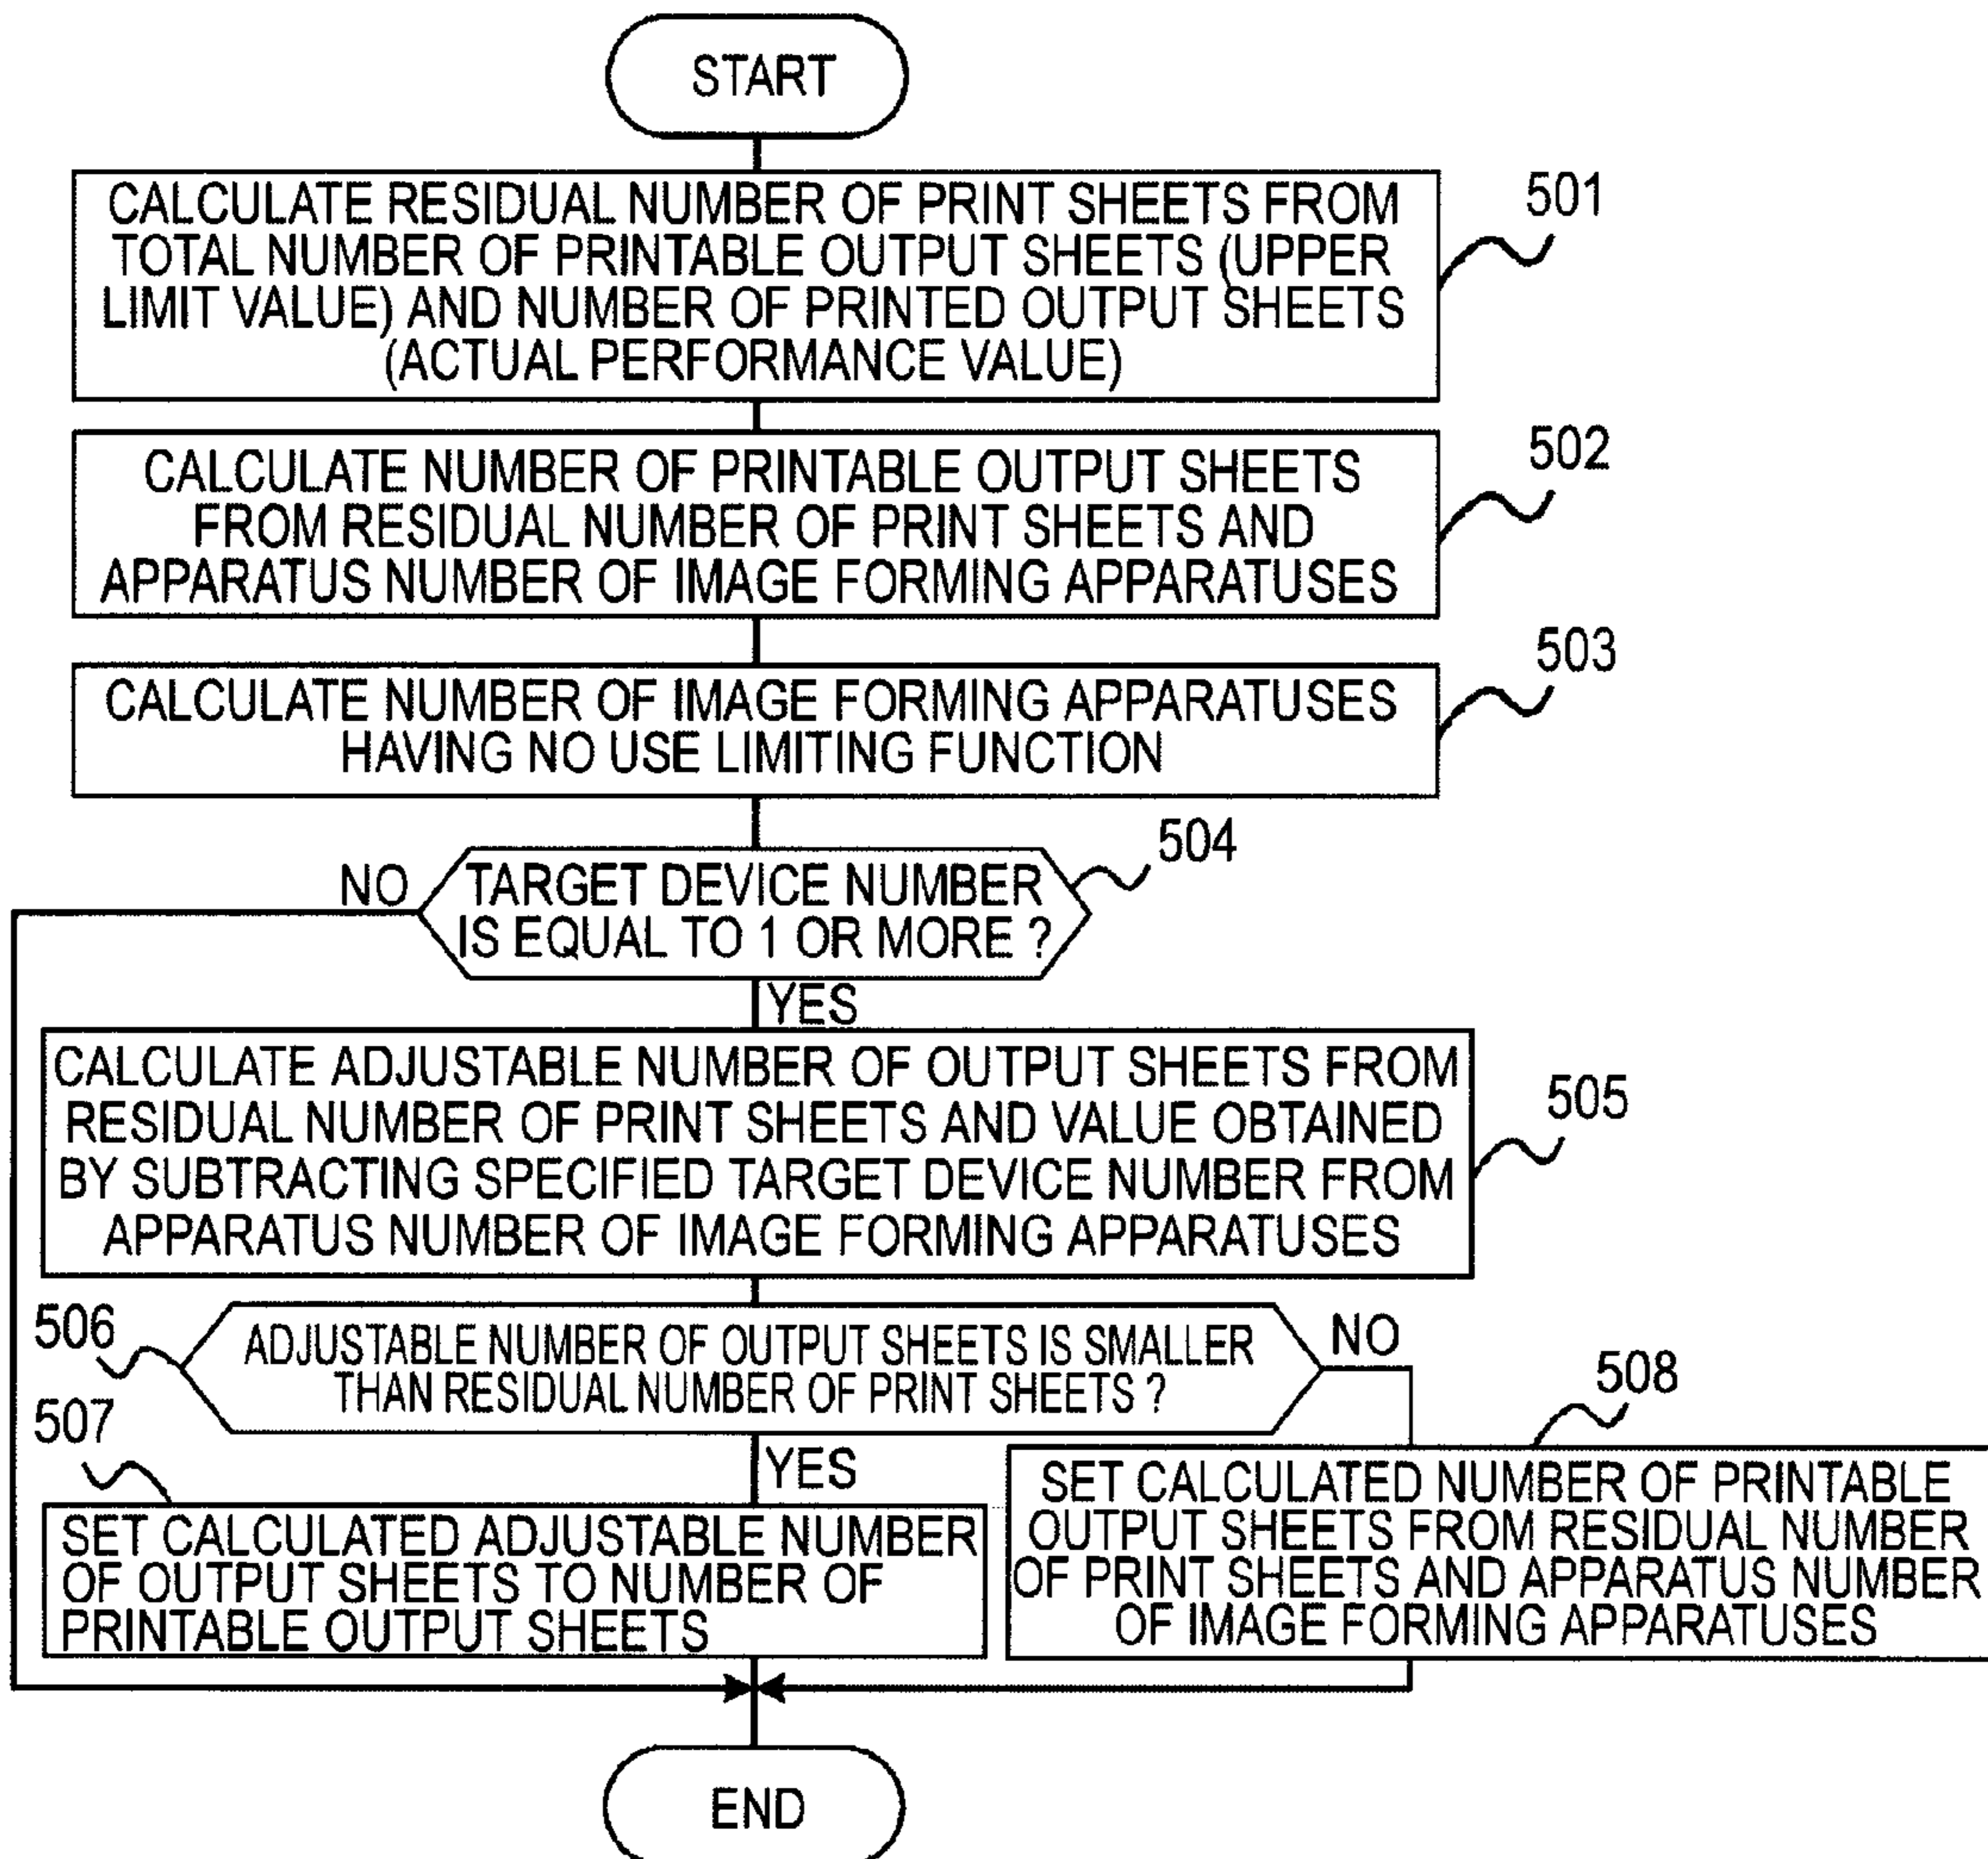 START
CALCULATE RESIDUAL NUMBER OF PRINT SHEETS FROM
TOTAL NUMBER OF PRINTABLE OUTPUT SHEETS (UPPER
LIMIT VALUE) AND NUMBER OF PRINTED OUTPUT SHEETS
(ACTUAL PERFORMANCE VALUE)
501
CALCULATE NUMBER OF PRINTABLE OUTPUT SHEETS
FROM RESIDUAL NUMBER OF PRINT SHEETS AND
APPARATUS NUMBER OF IMAGE FORMING APPARATUSES
502
CALCULATE NUMBER OF IMAGE FORMING APPARATUSES
HAVING NO USE LIMITING FUNCTION
503
NO
TARGET DEVICE NUMBER
IS EQUAL TO 1 OR MORE ?
504
YES
CALCULATE ADJUSTABLE NUMBER OF OUTPUT SHEETS FROM
RESIDUAL NUMBER OF PRINT SHEETS AND VALUE OBTAINED
BY SUBTRACTING SPECIFIED TARGET DEVICE NUMBER FROM
APPARATUS NUMBER OF IMAGE FORMING APPARATUSES
505
506
ADJUSTABLE NUMBER OF OUTPUT SHEETS IS SMALLER
THAN RESIDUAL NUMBER OF PRINT SHEETS ?
NO
507
YES
508
SET CALCULATED ADJUSTABLE NUMBER
OF OUTPUT SHEETS TO NUMBER OF
PRINTABLE OUTPUT SHEETS
SET CALCULATED NUMBER OF PRINTABLE
OUTPUT SHEETS FROM RESIDUAL NUMBER
OF PRINT SHEETS AND APPARATUS NUMBER
OF IMAGE FORMING APPARATUSES
END